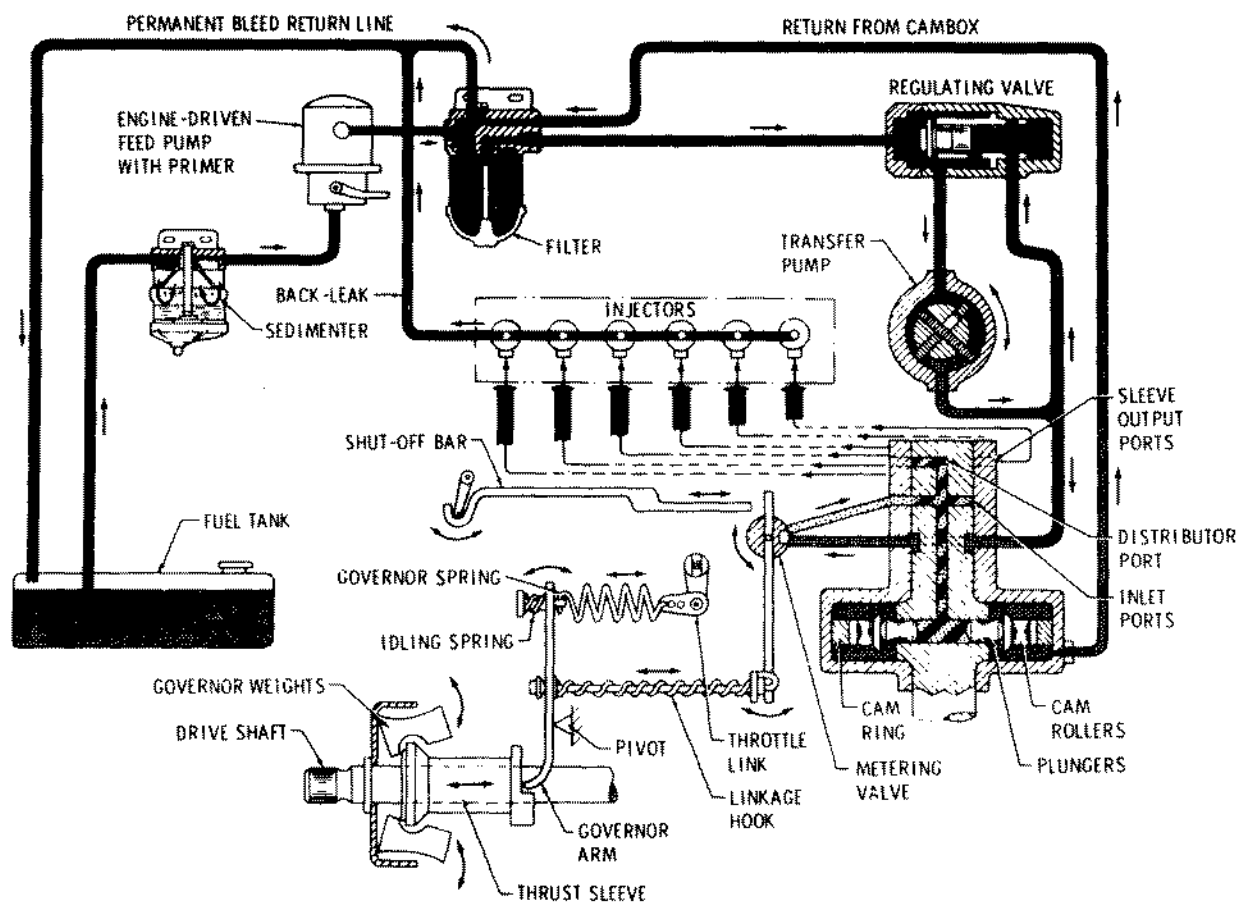 PERMANENT BLEED RETURN LINE
RETURN FROM CAMBOX
REGULATING VALVE
ENGINE-DRIVEN
FEED PUMP
WITH PRIMER
FILTER
TRANSFER
PUMP
BACK-LEAK
INJECTORS
SEDIMENTER
SLEEVE
OUTPUT
PORTS
SHUT-OFF BAR
FUEL TANK
DISTRIBUTOR
PORT
GOVERNOR SPRING
INLET
PORTS
IDLING SPRING
GOVERNOR WEIGHTS
DRIVE SHAFT
PIVOT
THROTTLE
LINK
CAM
RING
CAM
ROLLERS
METERING
VALVE
PLUNGERS
LINKAGE
HOOK
GOVERNOR
ARM
THRUST SLEEVE